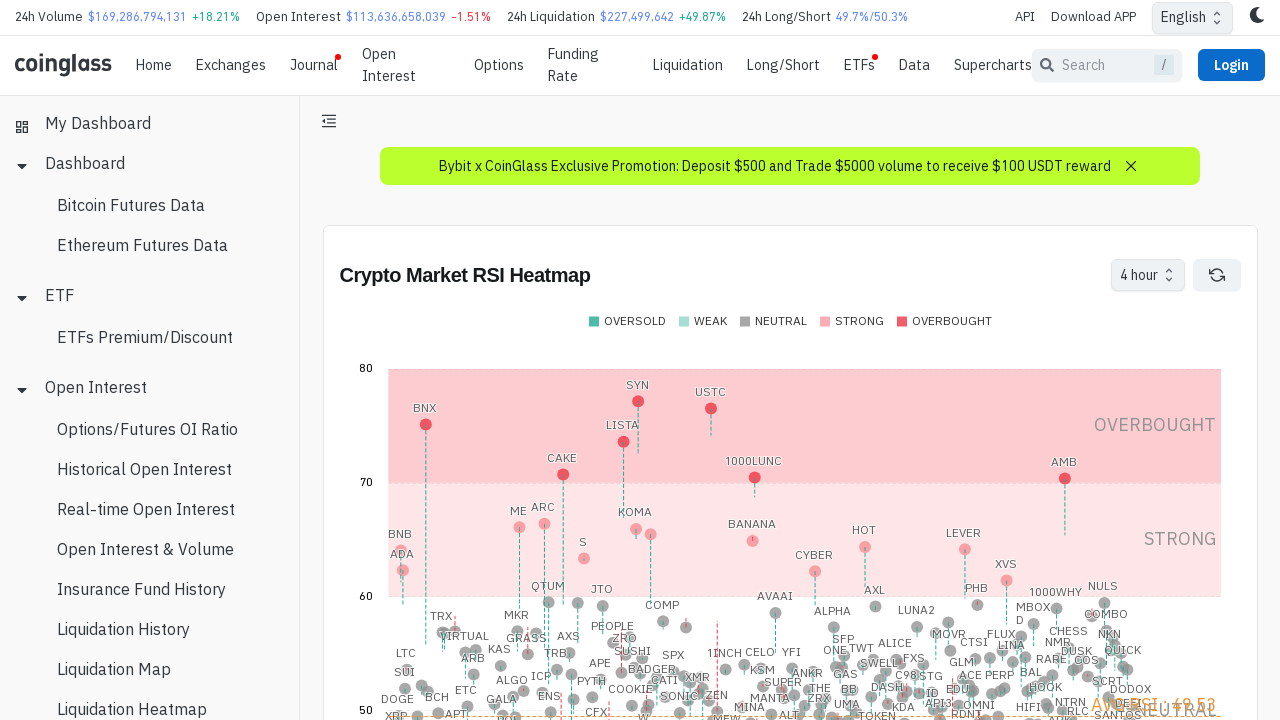 24h Volume $169,286,794,131 +18.21% Open Interest $113,636,658,039 -1.51% 24h Liquidation $227,499,642 +49.87% 24h Long/Short 49.7%/50.3% API Download APP English
coinglass Home Exchanges Journal Open Interest Options Funding Rate Liquidation Long/Short ETFs Data Supercharts Search / Login
My Dashboard
Dashboard
Bitcoin Futures Data
Ethereum Futures Data
ETF
ETFs Premium/Discount
Open Interest
Options/Futures OI Ratio
Historical Open Interest
Real-time Open Interest
Open Interest & Volume
Insurance Fund History
Liquidation History
Liquidation Map
Liquidation Heatmap
Bybit x CoinGlass Exclusive Promotion: Deposit $500 and Trade $5000 volume to receive $100 USDT reward
Crypto Market RSI Heatmap 4 hour
OVERSOLD WEAK NEUTRAL STRONG OVERBOUGHT
80
SYN
USTC
BNX
LISTA
OVERBOUGHT
CAKE 1000LUNC AMB
70
ME ARC KOMA
BANANA
BNB S HOT LEVER STRONG
ADA CYBER
XVS
QTUM JTO AXL PHB NULS
60
AVAAI 1000WHY
TRX MKR COMP ALPHA LUNA2 MBOX COMBO
D
PEOPLE
VIRTUAL GRASS AXS ZRO SFP MOVR FLUX CHESS NKN
LTC KAS TRB SUSHI 1INCH CELO YFI ONE TWT ALICE CTSI LINA NMR DUSK QUICK
ARB SPX APE SWELL FXS GLM RARE COS
SUI ICP BADGER KSM ANKR GAS C98 STG ACE PERP BAL
ALGO PYTH CATI XMR SUPER SCRT
ETC COOKIE THE BB DASH ID EDU HOOK DODOX
DOGE BCH GALA ENS SONIC ZEN MANTA ZRX UMA KDA API3 OMNI HIFI NTRN DEGO
XRP APT CFX W MEW MINA ALT TOKEN RDNT RLC SANTOS
50 NEUTRAL